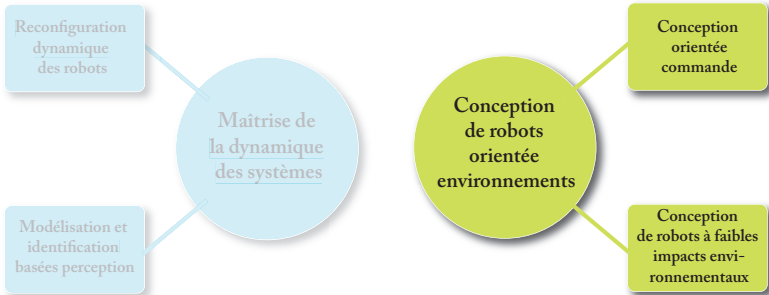 Reconfiguration
dynamique
des robots
Maîtrise de
la dynamique
des systèmes
Modélisation et
identification
basées perception
Conception
de robots
orientée
environnements
Conception
orientée
commande
Conception
de robots à faibles
impacts envi-
ronnementaux